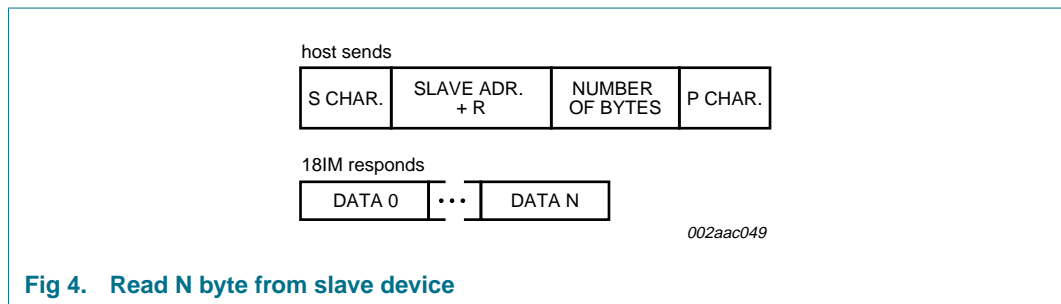 host sends
S CHAR.
SLAVE ADR.
+ R
NUMBER
OF BYTES
P CHAR.
18IM responds
DATA 0
DATA N
002aac049
Fig 4. Read N byte from slave device